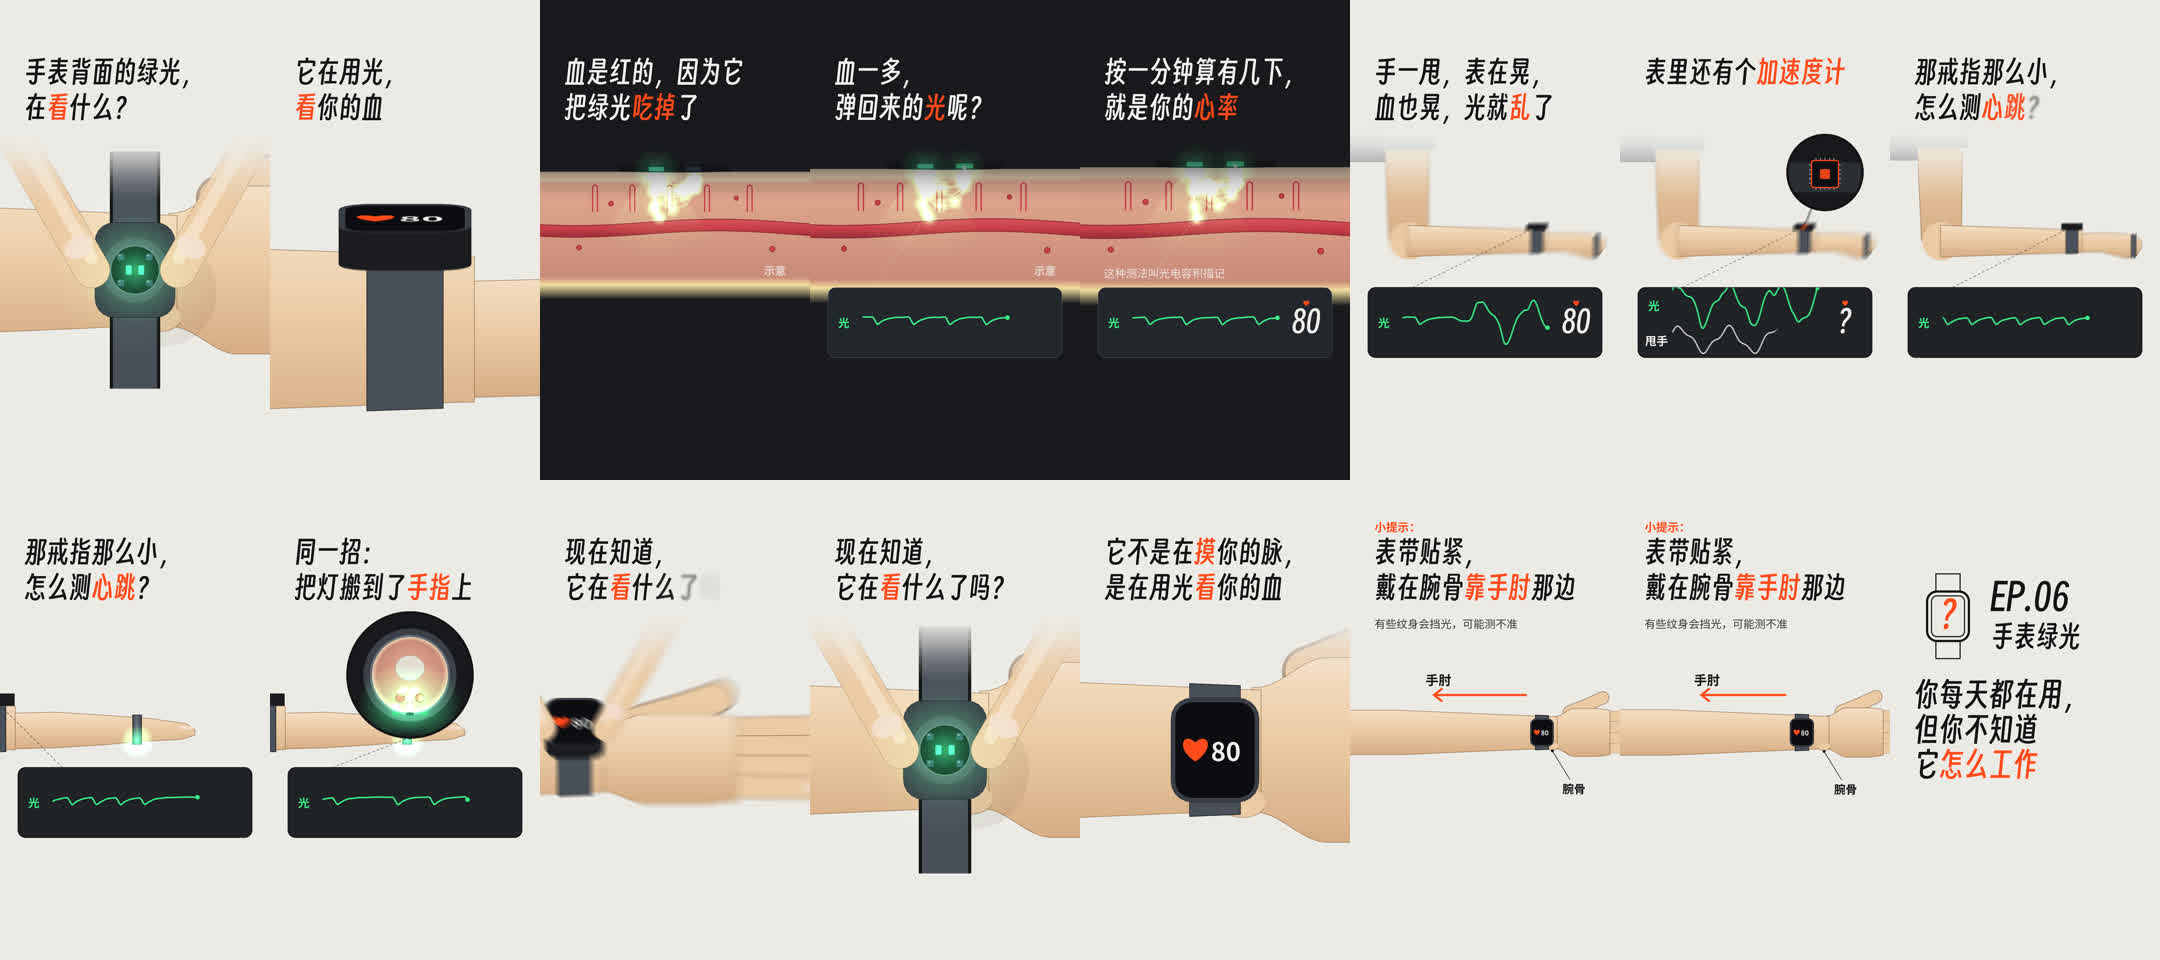 手表背面的绿光，
在看什么？
它在用光，
看你的血
80
血是红的，因为它
把绿光吃掉了
示意
血一多，
弹回来的光呢？
示意
光
按一分钟算有几下，
就是你的心率
这种测法叫光电容积描记
光
80
手一甩，表在晃，
血也晃，光就乱了
光
80
表里还有个加速度计
光
甩手
?
那戒指那么小，
怎么测心跳?
光
那戒指那么小，
怎么测心跳？
光
同一招：
把灯搬到了手指上
光
现在知道，
它在看什么了
80
现在知道，
它在看什么了吗？
它不是在摸你的脉，
是在用光看你的血
80
小提示：
表带贴紧，
戴在腕骨靠手肘那边
有些纹身会挡光，可能测不准
手肘
80
腕骨
小提示：
表带贴紧，
戴在腕骨靠手肘那边
有些纹身会挡光，可能测不准
手肘
80
腕骨
?
EP.06
手表绿光
你每天都在用，
但你不知道
它怎么工作